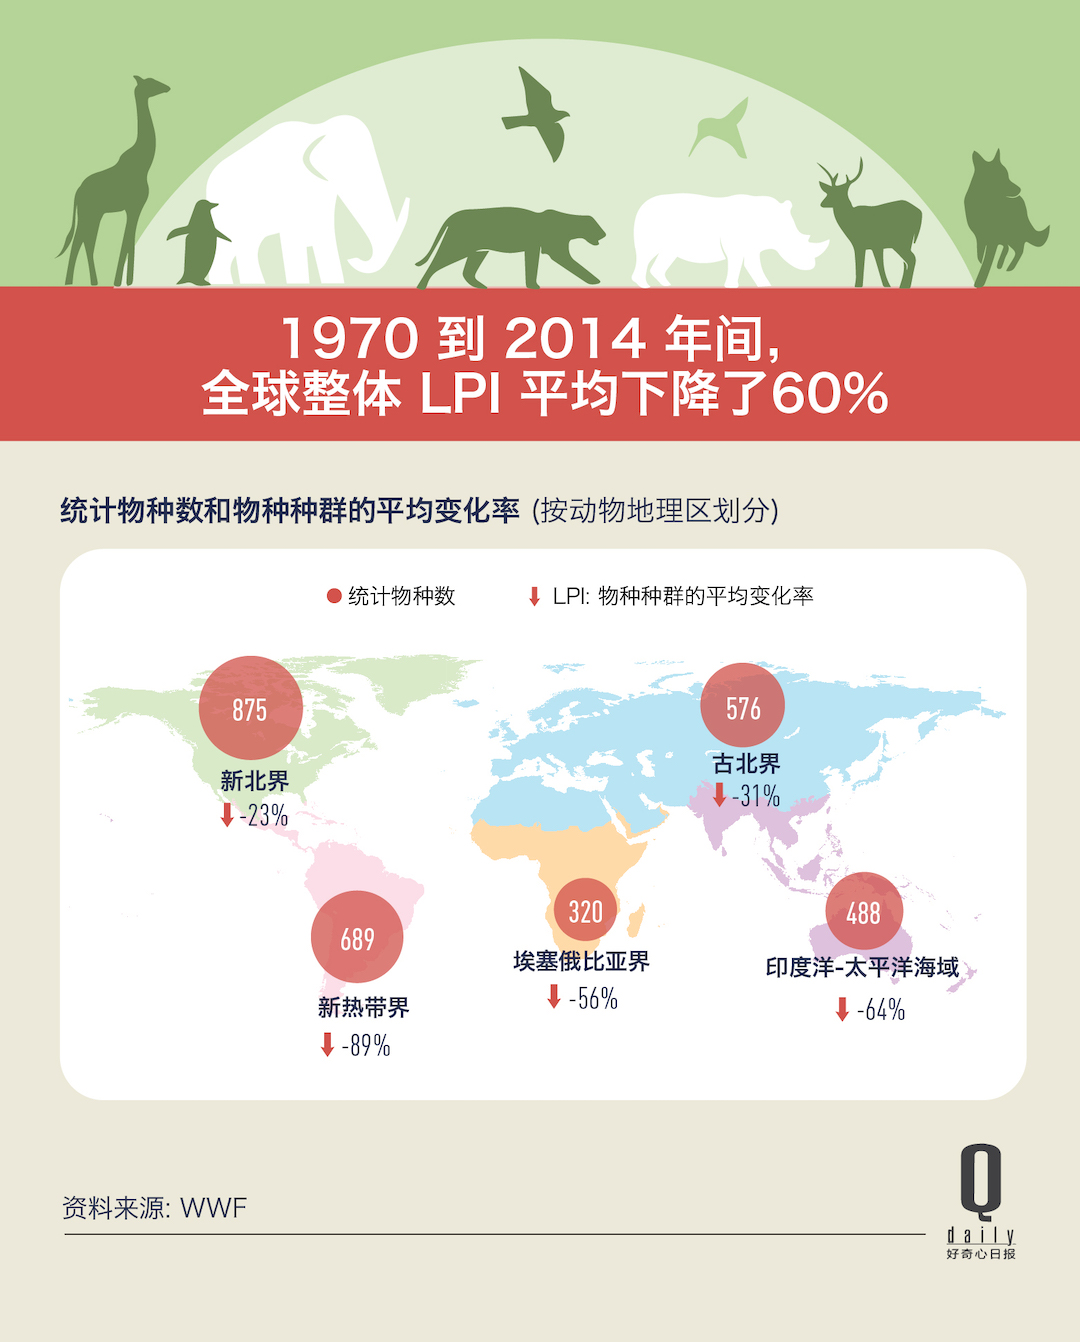 1970 到 2014 年间,
全球整体 LPI 平均下降了60%
统计物种数和物种种群的平均变化率 (按动物地理区划分)
统计物种数
LPI: 物种种群的平均变化率
875
新北界
-23%
576
古北界
-31%
689
新热带界
-89%
320
埃塞俄比亚界
-56%
488
印度洋-太平洋海域
-64%
资料来源: WWF
Q
daily
好奇心日报